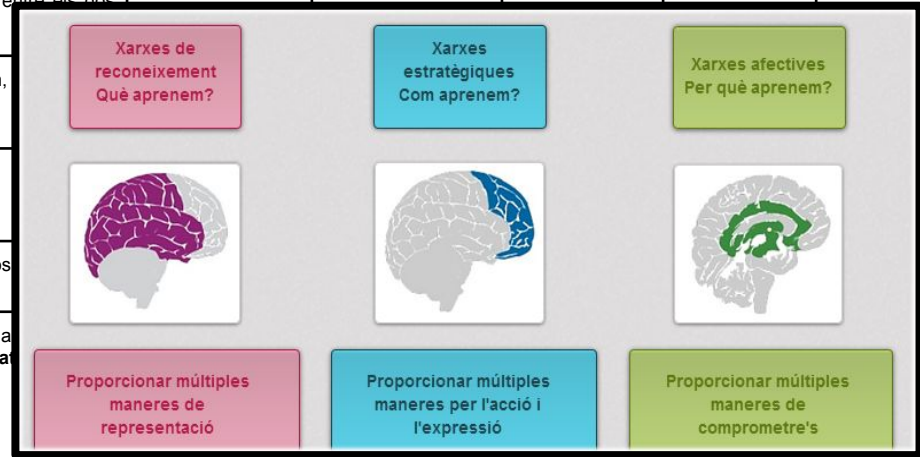 Xarxes de
reconeixement
Què aprenem?
Xarxes
estratègiques
Com aprenem?
Xarxes afectives
Per què aprenem?
Proporcionar múltiples
maneres de
representació
Proporcionar múltiples
maneres per l'acció i
l'expressió
Proporcionar múltiples
maneres de
comprometre's